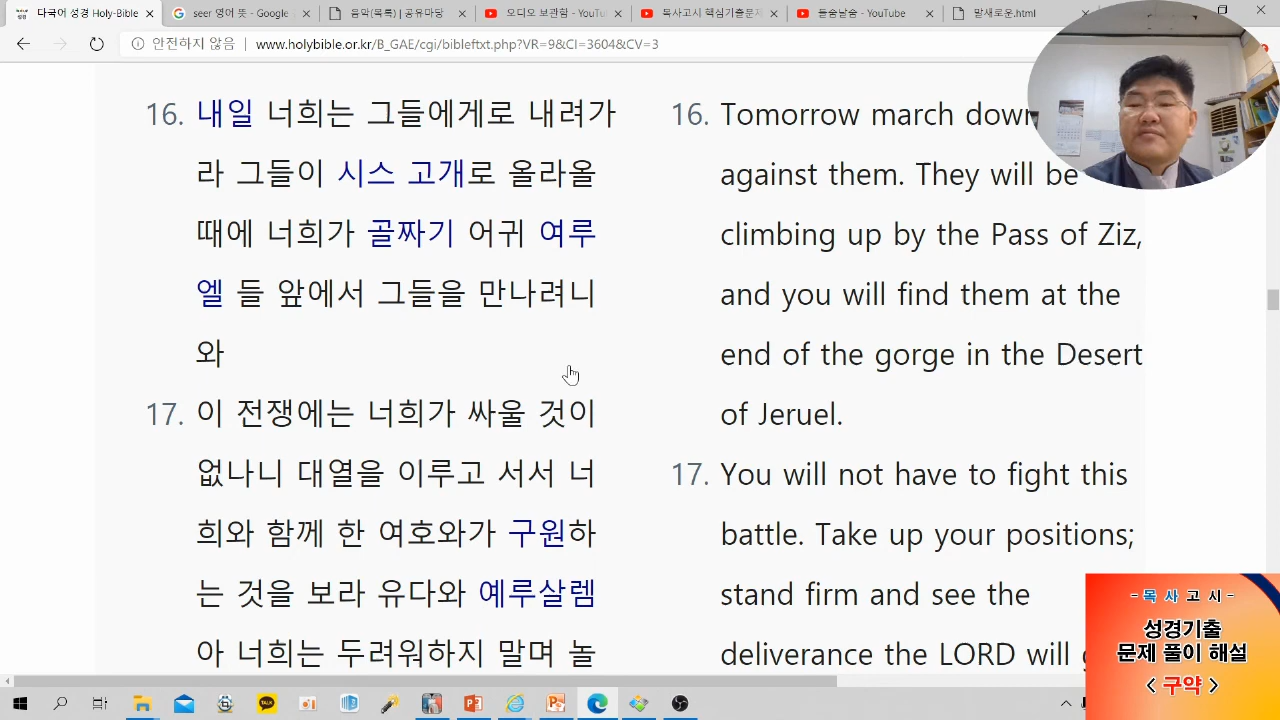 다국어 성경 Holy-Bible
seer 영어 뜻 - Google
음악(목록) | 공유마당
오디오 보관함 - YouTu
목사고시 핵심기출문
들숨날숨 - YouTube
말새로운.html
안전하지 않음
www.holybible.or.kr/B_GAE/cgi/bibleftxt.php?VR=9&CI=3604&CV=3
16. 내일 너희는 그들에게로 내려가
라 그들이 시스 고개로 올라올
때에 너희가 골짜기 어귀 여루
엘 들 앞에서 그들을 만나려니
와
17. 이 전쟁에는 너희가 싸울 것이
없나니 대열을 이루고 서서 너
희와 함께 한 여호와가 구원하
는 것을 보라 유다와 예루살렘
아 너희는 두려워하지 말며 놀
16. Tomorrow march down
against them. They will be
climbing up by the Pass of Ziz,
and you will find them at the
end of the gorge in the Desert
of Jeruel.
17. You will not have to fight this
battle. Take up your positions;
stand firm and see the
deliverance the LORD will
- 목 사 고 시 -
성경기출
문제 풀이 해설
< 구약 >